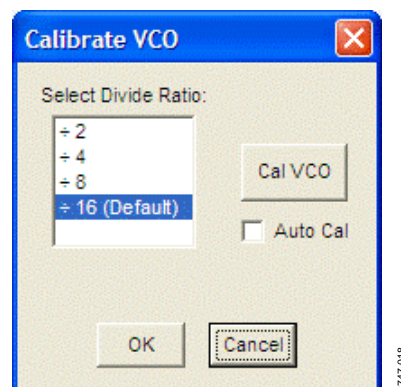 Calibrate VCO
Select Divide Ratio:
÷ 2
÷ 4
÷ 8
÷ 16 (Default)
Cal VCO
Auto Cal
OK
Cancel